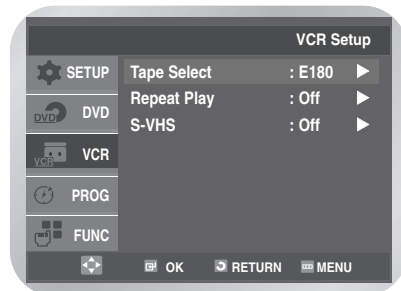 VCR Setup
SETUP
DVD
DVD
VCR
VCR
PROG
FUNC
Tape Select : E180
Repeat Play : Off
S-VHS : Off
OK RETURN MENU